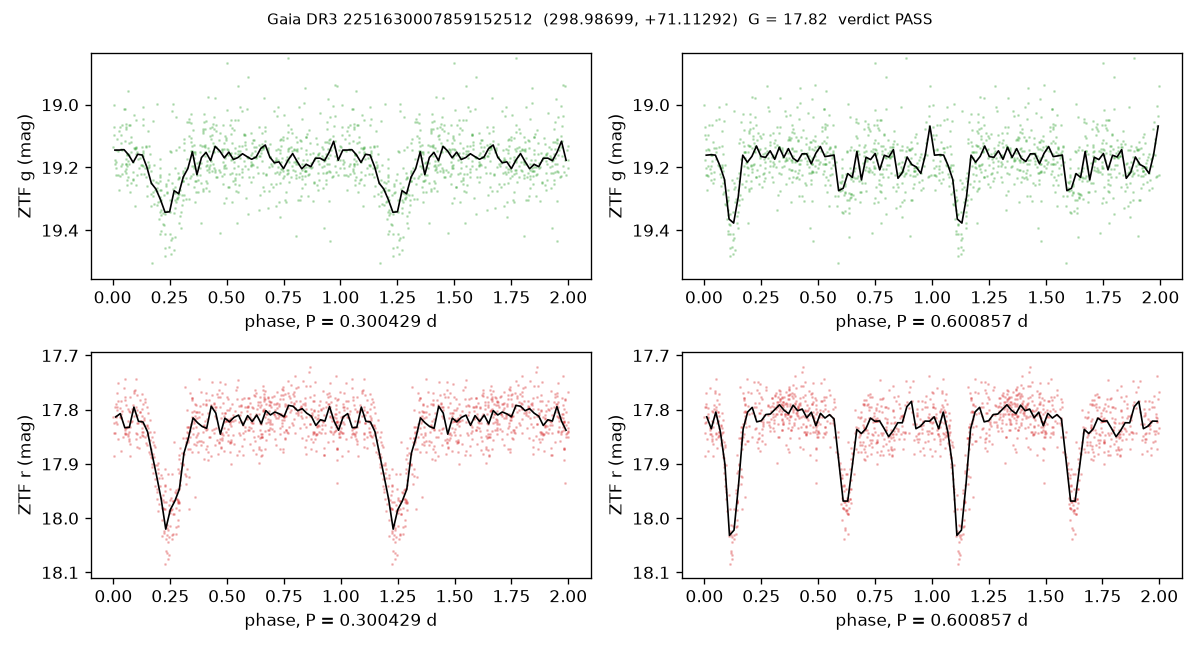 Gaia DR3 2251630007859152512 (298.98699, +71.11292) G = 17.82 verdict PASS
ZTF g (mag)
19.0
19.2
19.4
0.00 0.25 0.50 0.75 1.00 1.25 1.50 1.75 2.00
phase, P = 0.300429 d
ZTF g (mag)
19.0
19.2
19.4
0.00 0.25 0.50 0.75 1.00 1.25 1.50 1.75 2.00
phase, P = 0.600857 d
ZTF r (mag)
17.7
17.8
17.9
18.0
18.1
0.00 0.25 0.50 0.75 1.00 1.25 1.50 1.75 2.00
phase, P = 0.300429 d
ZTF r (mag)
17.7
17.8
17.9
18.0
18.1
0.00 0.25 0.50 0.75 1.00 1.25 1.50 1.75 2.00
phase, P = 0.600857 d